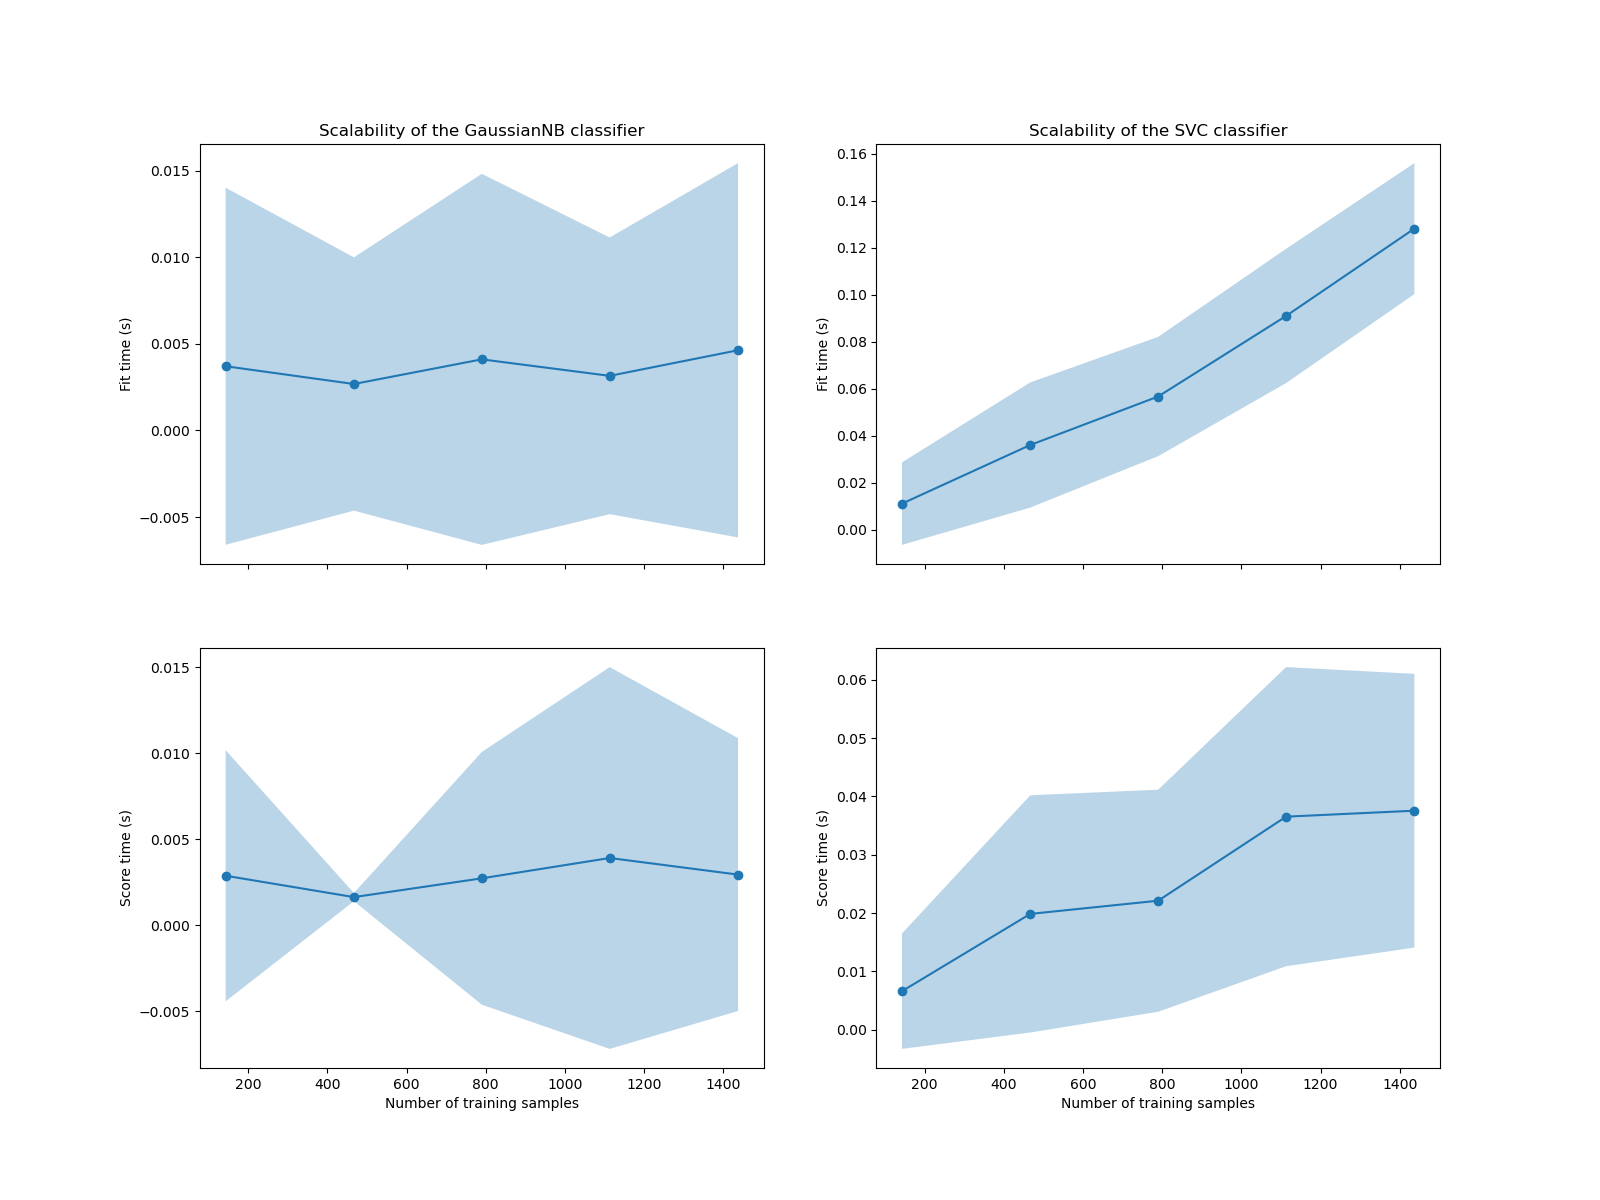 Scalability of the GaussianNB classifier
Fit time (s)
0.015
0.010
0.005
0.000
−0.005
Scalability of the SVC classifier
Fit time (s)
0.16
0.14
0.12
0.10
0.08
0.06
0.04
0.02
0.00
Score time (s)
0.015
0.010
0.005
0.000
−0.005
200 400 600 800 1000 1200 1400
Number of training samples
Score time (s)
0.06
0.05
0.04
0.03
0.02
0.01
0.00
200 400 600 800 1000 1200 1400
Number of training samples